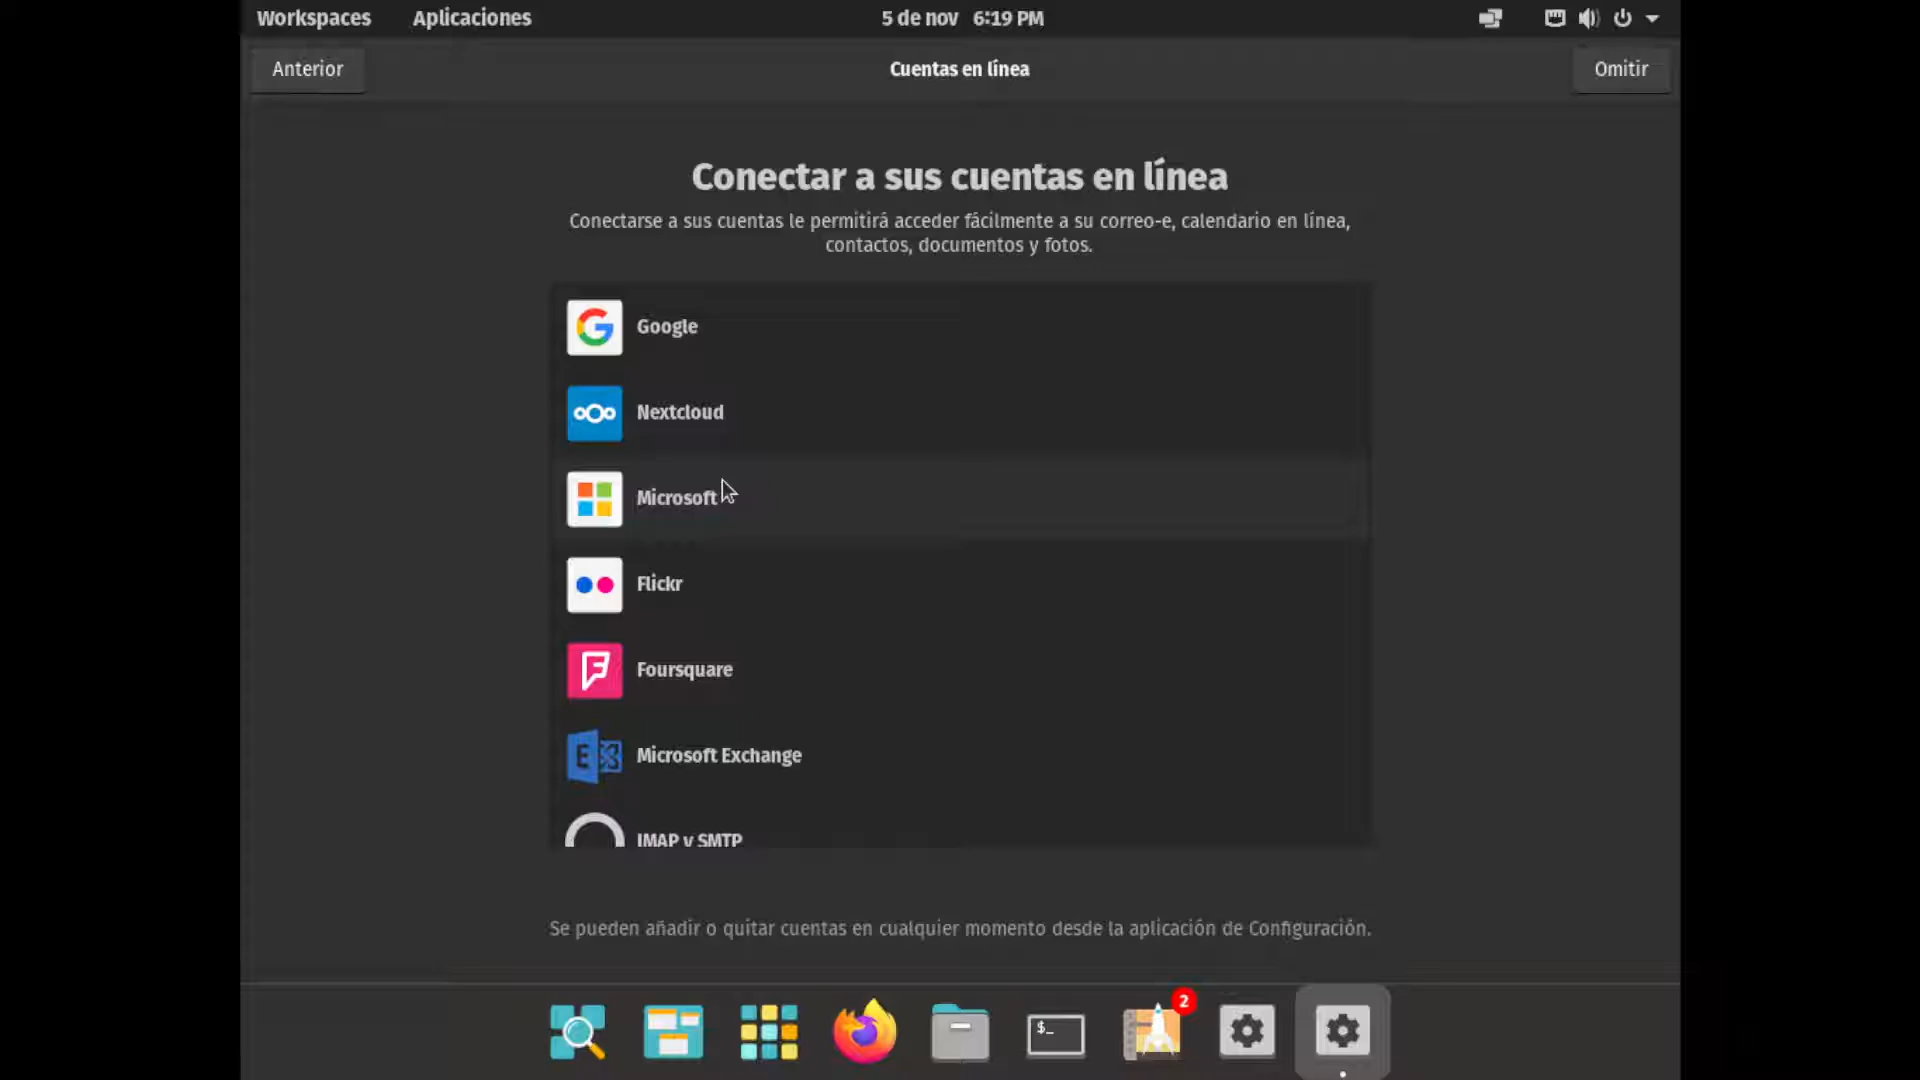 Workspaces Aplicaciones 5 de nov 6:19 PM
Anterior Cuentas en línea Omitir
Conectar a sus cuentas en línea
Conectarse a sus cuentas le permitirá acceder fácilmente a su correo-e, calendario en línea,
contactos, documentos y fotos.
Google
Nextcloud
Microsoft
Flickr
Foursquare
E Microsoft Exchange
IMAP y SMTP
Se pueden añadir o quitar cuentas en cualquier momento desde la aplicación de Configuración.
$_ 2